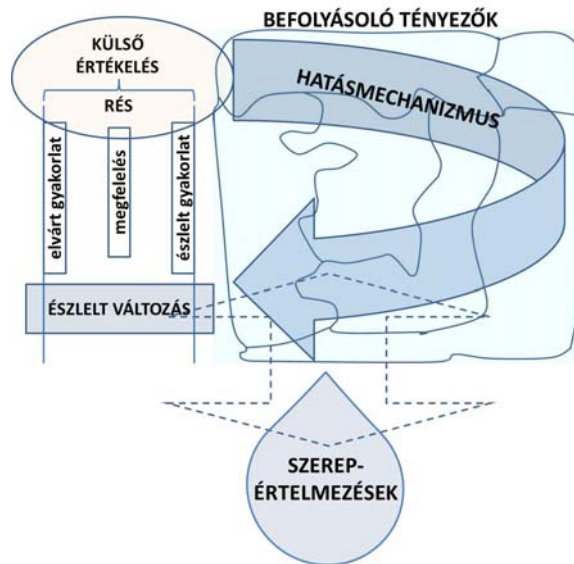 BEFOLYÁSOLÓ TÉNYEZŐK
KÜLSŐ
ÉRTÉKELÉS
RÉS
HATÁSMECHANIZMUS
elvárt gyakorlat
megfelelés
észlelt gyakorlat
ÉSZLELT VÁLTOZÁS
SZEREP-
ÉRTELMEZÉSEK